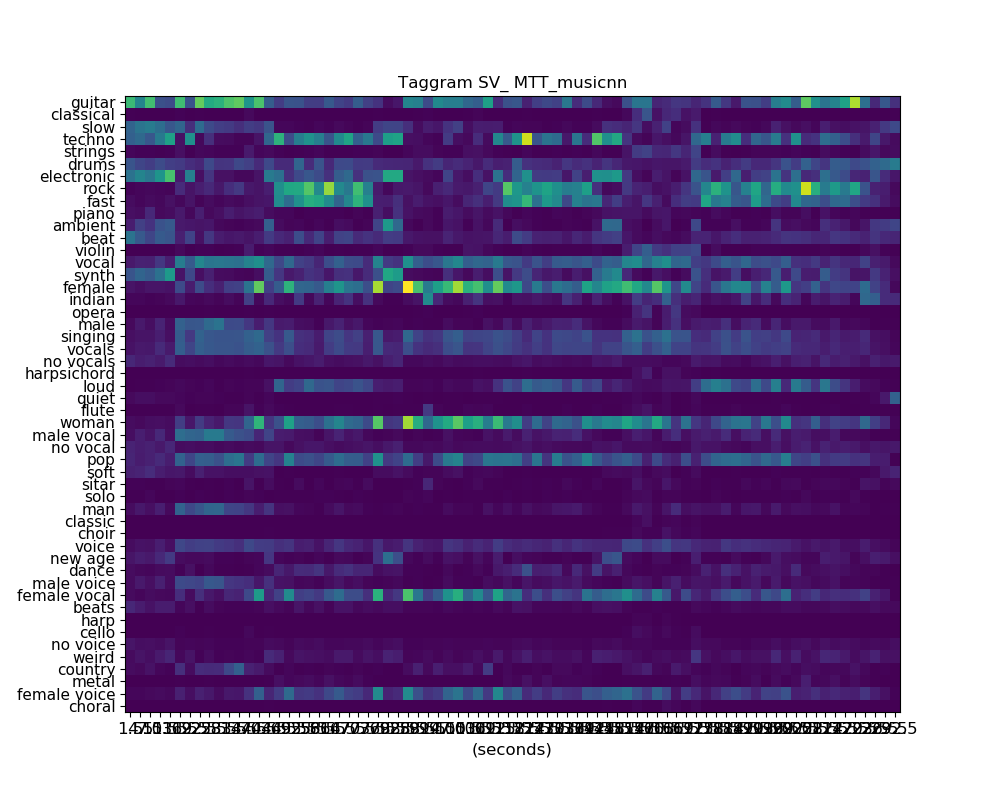 Taggram SV_ MTT_musicnn
guitar
classical
slow
techno
strings
drums
electronic
rock
fast
piano
ambient
beat
violin
vocal
synth
female
indian
opera
male
singing
vocals
no vocals
harpsichord
loud
quiet
flute
woman
male vocal
no vocal
pop
soft
sitar
solo
man
classic
choir
voice
new age
dance
male voice
female vocal
beats
harp
cello
no voice
weird
country
metal
female voice
choral
(seconds)